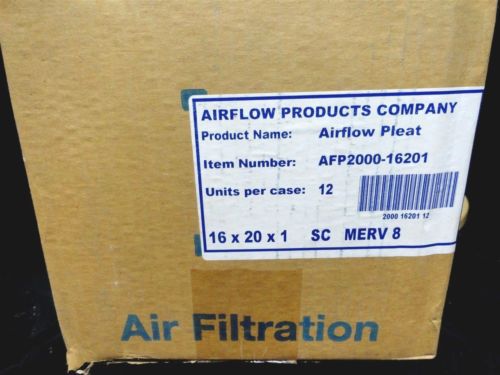 AIRFLOW PRODUCTS COMPANY
Product Name: Airflow Pleat
Item Number: AFP2000-16201
Units per case: 12
2000 16201 12
16 x 20 x 1 SC MERV 8
Air Filtration